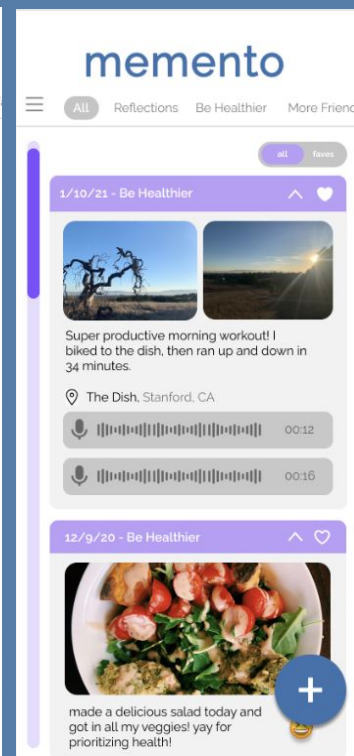 memento
All Reflections Be Healthier More Frien
all faves
1/10/21 - Be Healthier
Super productive morning workout! I
biked to the dish, then ran up and down in
34 minutes.
The Dish, Stanford, CA
00:12
00:16
12/9/20 - Be Healthier
made a delicious salad today and
got in all my veggies! yay for
prioritizing health!
+